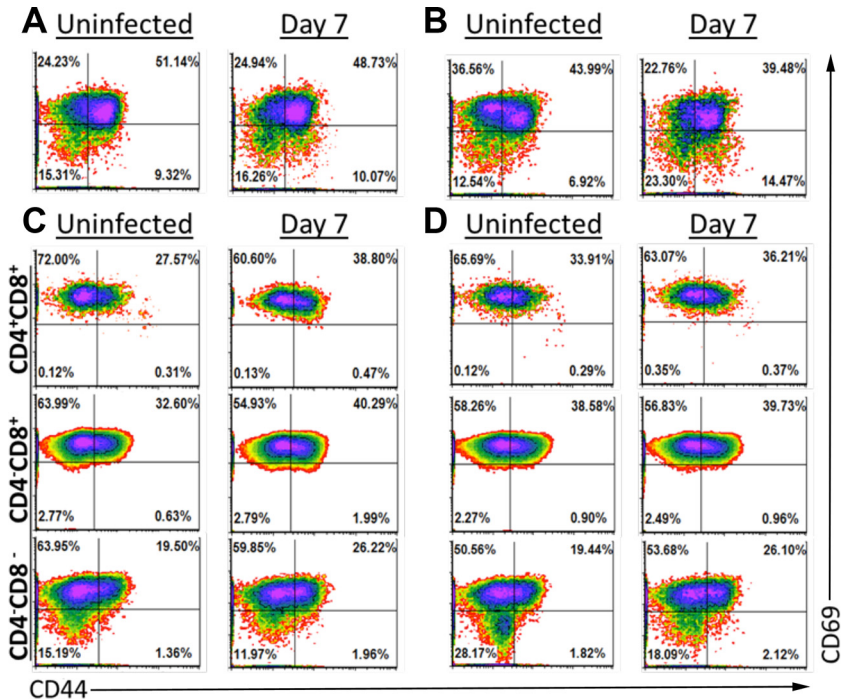 A Uninfected Day 7 B Uninfected Day 7
24.23% 51.14% 24.94% 48.73% 36.56% 43.99% 22.76% 39.48%
15.31% 9.32% 16.26% 10.07% 12.54% 6.92% 23.30% 14.47%
C Uninfected Day 7 D Uninfected Day 7
CD4+CD8+
72.00% 27.57% 60.60% 38.80% 65.69% 33.91% 63.07% 36.21%
0.12% 0.31% 0.13% 0.47% 0.12% 0.29% 0.35% 0.37%
CD4-CD8+
63.99% 32.60% 54.93% 40.29% 58.26% 38.58% 56.83% 39.73%
2.77% 0.63% 2.79% 1.99% 2.27% 0.90% 2.49% 0.96%
CD4-CD8-
63.95% 19.50% 59.85% 26.22% 50.56% 19.44% 53.68% 26.10%
15.19% 1.36% 11.97% 1.96% 28.17% 1.82% 18.09% 2.12%
CD44
CD69